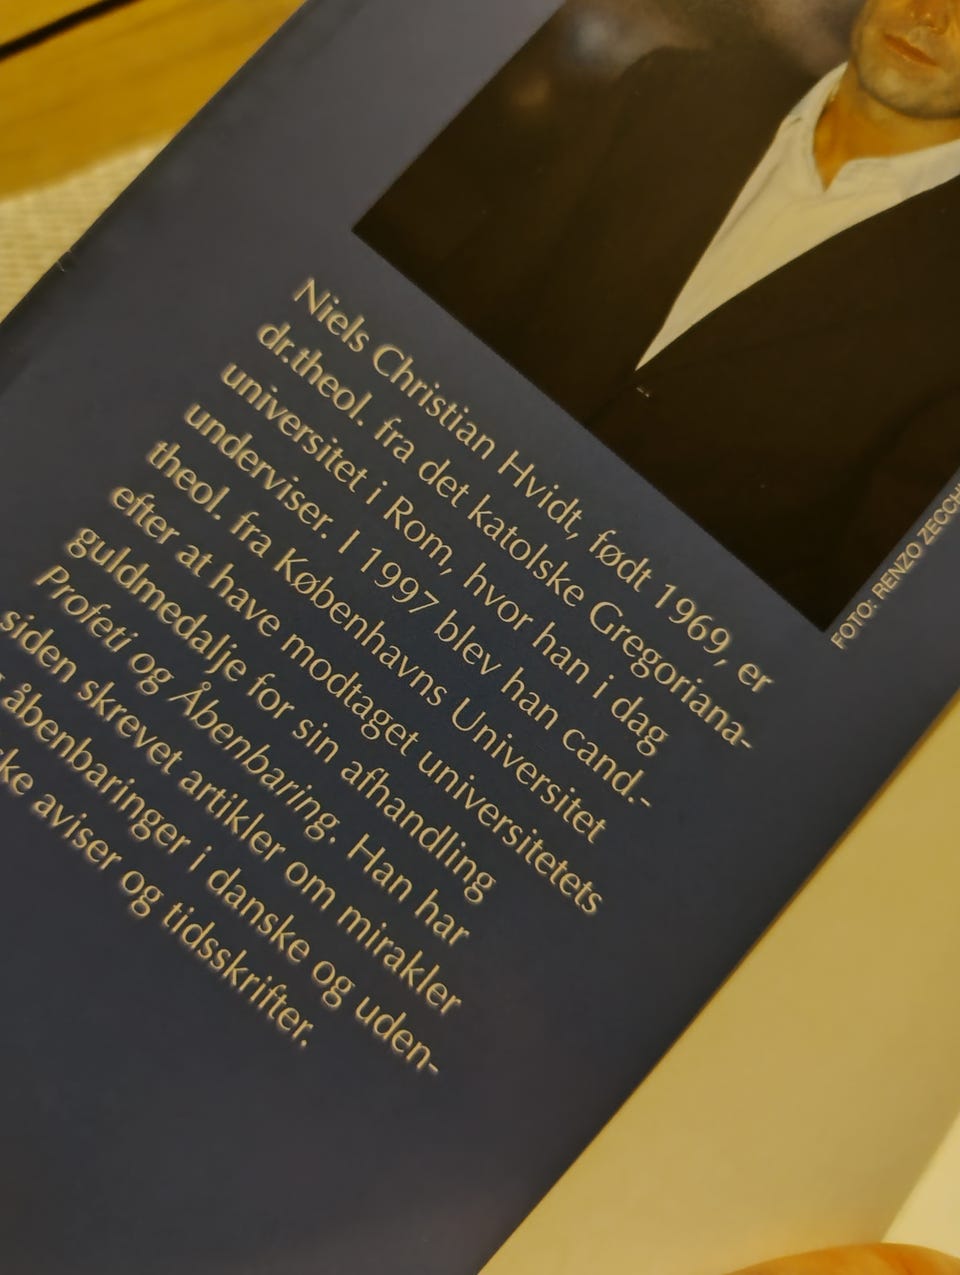 Niels Christian Hvidt, født 1969, er
dr.theol. fra det katolske Gregoriana-
universitet i Rom, hvor han i dag
underviser. I 1997 blev han cand.-
theol. fra Københavns Universitet
efter at have modtaget universitetets
guldmedalje for sin afhandling
Profeti og Åbenbaring. Han har
siden skrevet artikler om mirakler
åbenbaringer i danske og uden-
ke aviser og tidsskrifter.
FOTO: RENZO